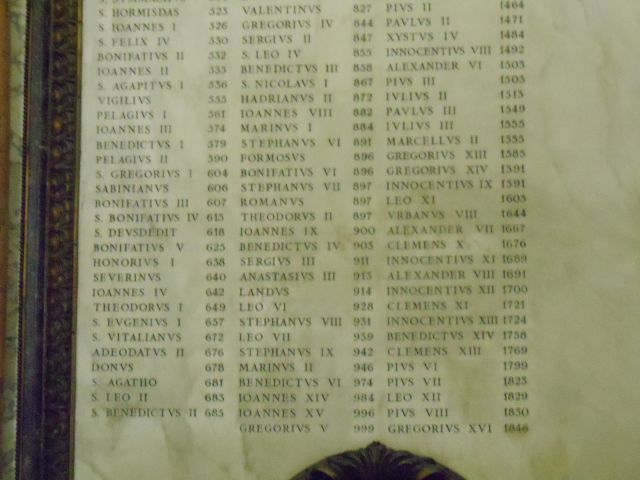 S. HORMISDAS 523
S. IOANNES I 526
S. FELIX IV 530
BONIFATIVS II 532
IOANNES II 535
S. AGAPITVS I 536
VIGILIVS 555
PELAGIVS I 561
IOANNES III 574
BENEDICTVS I 579
PELAGIVS II 590
S. GREGORIVS I 604
SABINIANVS 606
BONIFATIVS III 607
S. BONIFATIVS IV 615
S. DEVSDEDIT 618
BONIFATIVS V 625
HONORIVS I 638
SEVERINVS 640
IOANNES IV 642
THEODORVS I 649
S. EVGENIVS I 657
S. VITALIANVS 672
ADEODATVS II 676
DONVS 678
S. AGATHO 681
S. LEO II 683
S. BENEDICTVS II 685
VALENTINVS 827
GREGORIVS IV 844
SERGIVS II 847
S. LEO IV 855
BENEDICTVS III 858
S. NICOLAVS I 867
HADRIANVS II 872
IOANNES VIII 882
MARINVS I 884
STEPHANVS VI 891
FORMOSVS 896
BONIFATIVS VI 896
STEPHANVS VII 897
ROMANVS 897
THEODORVS II 897
IOANNES IX 900
BENEDICTVS IV 903
SERGIVS III 911
ANASTASIVS III 913
LANDVS 914
LEO VI 928
STEPHANVS VIII 931
LEO VII 939
STEPHANVS IX 942
MARINVS II 946
BENEDICTVS VI 974
IOANNES XIV 984
IOANNES XV 996
GREGORIVS V 999
PIVS II 1464
PAVLVS II 1471
XYSTVS IV 1484
INNOCENTIVS VIII 1492
ALEXANDER VI 1503
PIVS III 1503
IVLIVS II 1513
PAVLVS III 1549
IVLIVS III 1555
MARCELLVS II 1555
GREGORIVS XIII 1585
GREGORIVS XIV 1591
INNOCENTIVS IX 1591
LEO XI 1605
VRBANVS VIII 1644
ALEXANDER VII 1667
CLEMENS X 1676
INNOCENTIVS XI 1689
ALEXANDER VIII 1691
INNOCENTIVS XII 1700
CLEMENS XI 1721
INNOCENTIVS XIII 1724
BENEDICTVS XIV 1758
CLEMENS XIII 1769
PIVS VI 1799
PIVS VII 1823
LEO XII 1829
PIVS VIII 1830
GREGORIVS XVI 1846